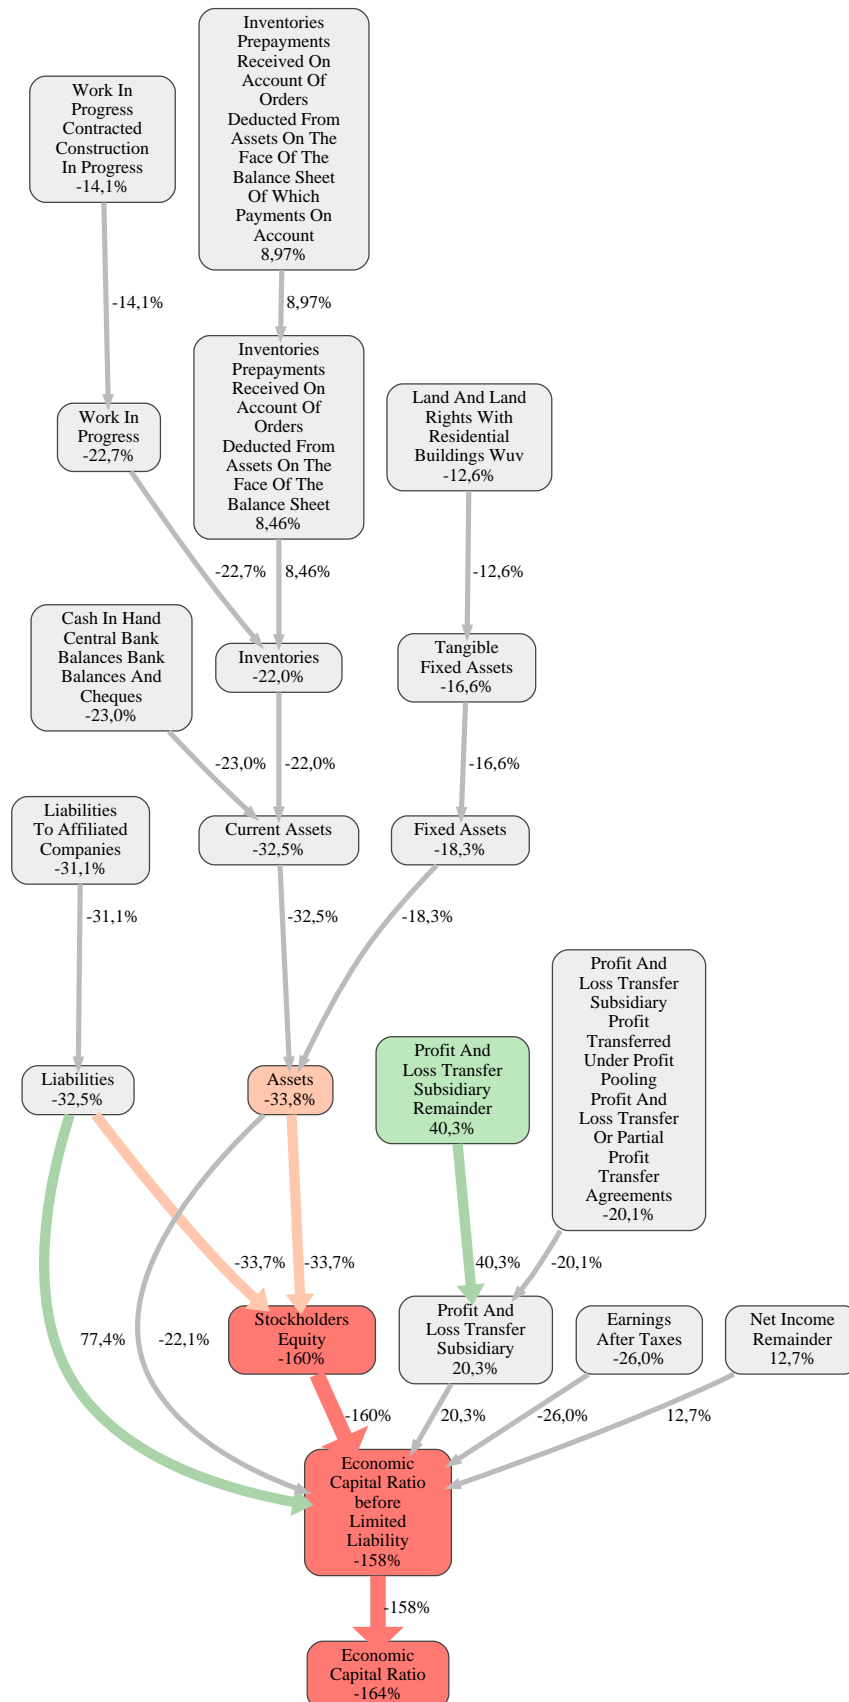 Inventories
Prepayments
Received On
Account Of
Orders
Deducted From
Assets On The
Face Of The
Balance Sheet
Of Which
Payments On
Account
8,97%
Work In
Progress
Contracted
Construction
In Progress
-14,1%
-14,1%
8,97%
Inventories
Prepayments
Received On
Account Of
Orders
Deducted From
Assets On The
Face Of The
Balance Sheet
8,46%
Land And Land
Rights With
Residential
Buildings Wuv
-12,6%
Work In
Progress
-22,7%
-22,7%
8,46%
-12,6%
Cash In Hand
Central Bank
Balances Bank
Balances And
Cheques
-23,0%
Inventories
-22,0%
Tangible
Fixed Assets
-16,6%
-23,0%
-22,0%
-16,6%
Liabilities
To Affiliated
Companies
-31,1%
Current Assets
-32,5%
Fixed Assets
-18,3%
-31,1%
-32,5%
-18,3%
Profit And
Loss Transfer
Subsidiary
Profit
Transferred
Under Profit
Pooling
Profit And
Loss Transfer
Or Partial
Profit
Transfer
Agreements
-20,1%
Liabilities
-32,5%
Assets
-33,8%
Profit And
Loss Transfer
Subsidiary
Remainder
40,3%
-33,7%
-33,7%
40,3%
-20,1%
77,4%
-22,1%
Stockholders
Equity
-160%
Profit And
Loss Transfer
Subsidiary
20,3%
Earnings
After Taxes
-26,0%
Net Income
Remainder
12,7%
-160%
20,3%
-26,0%
12,7%
Economic
Capital Ratio
before
Limited
Liability
-158%
-158%
Economic
Capital Ratio
-164%